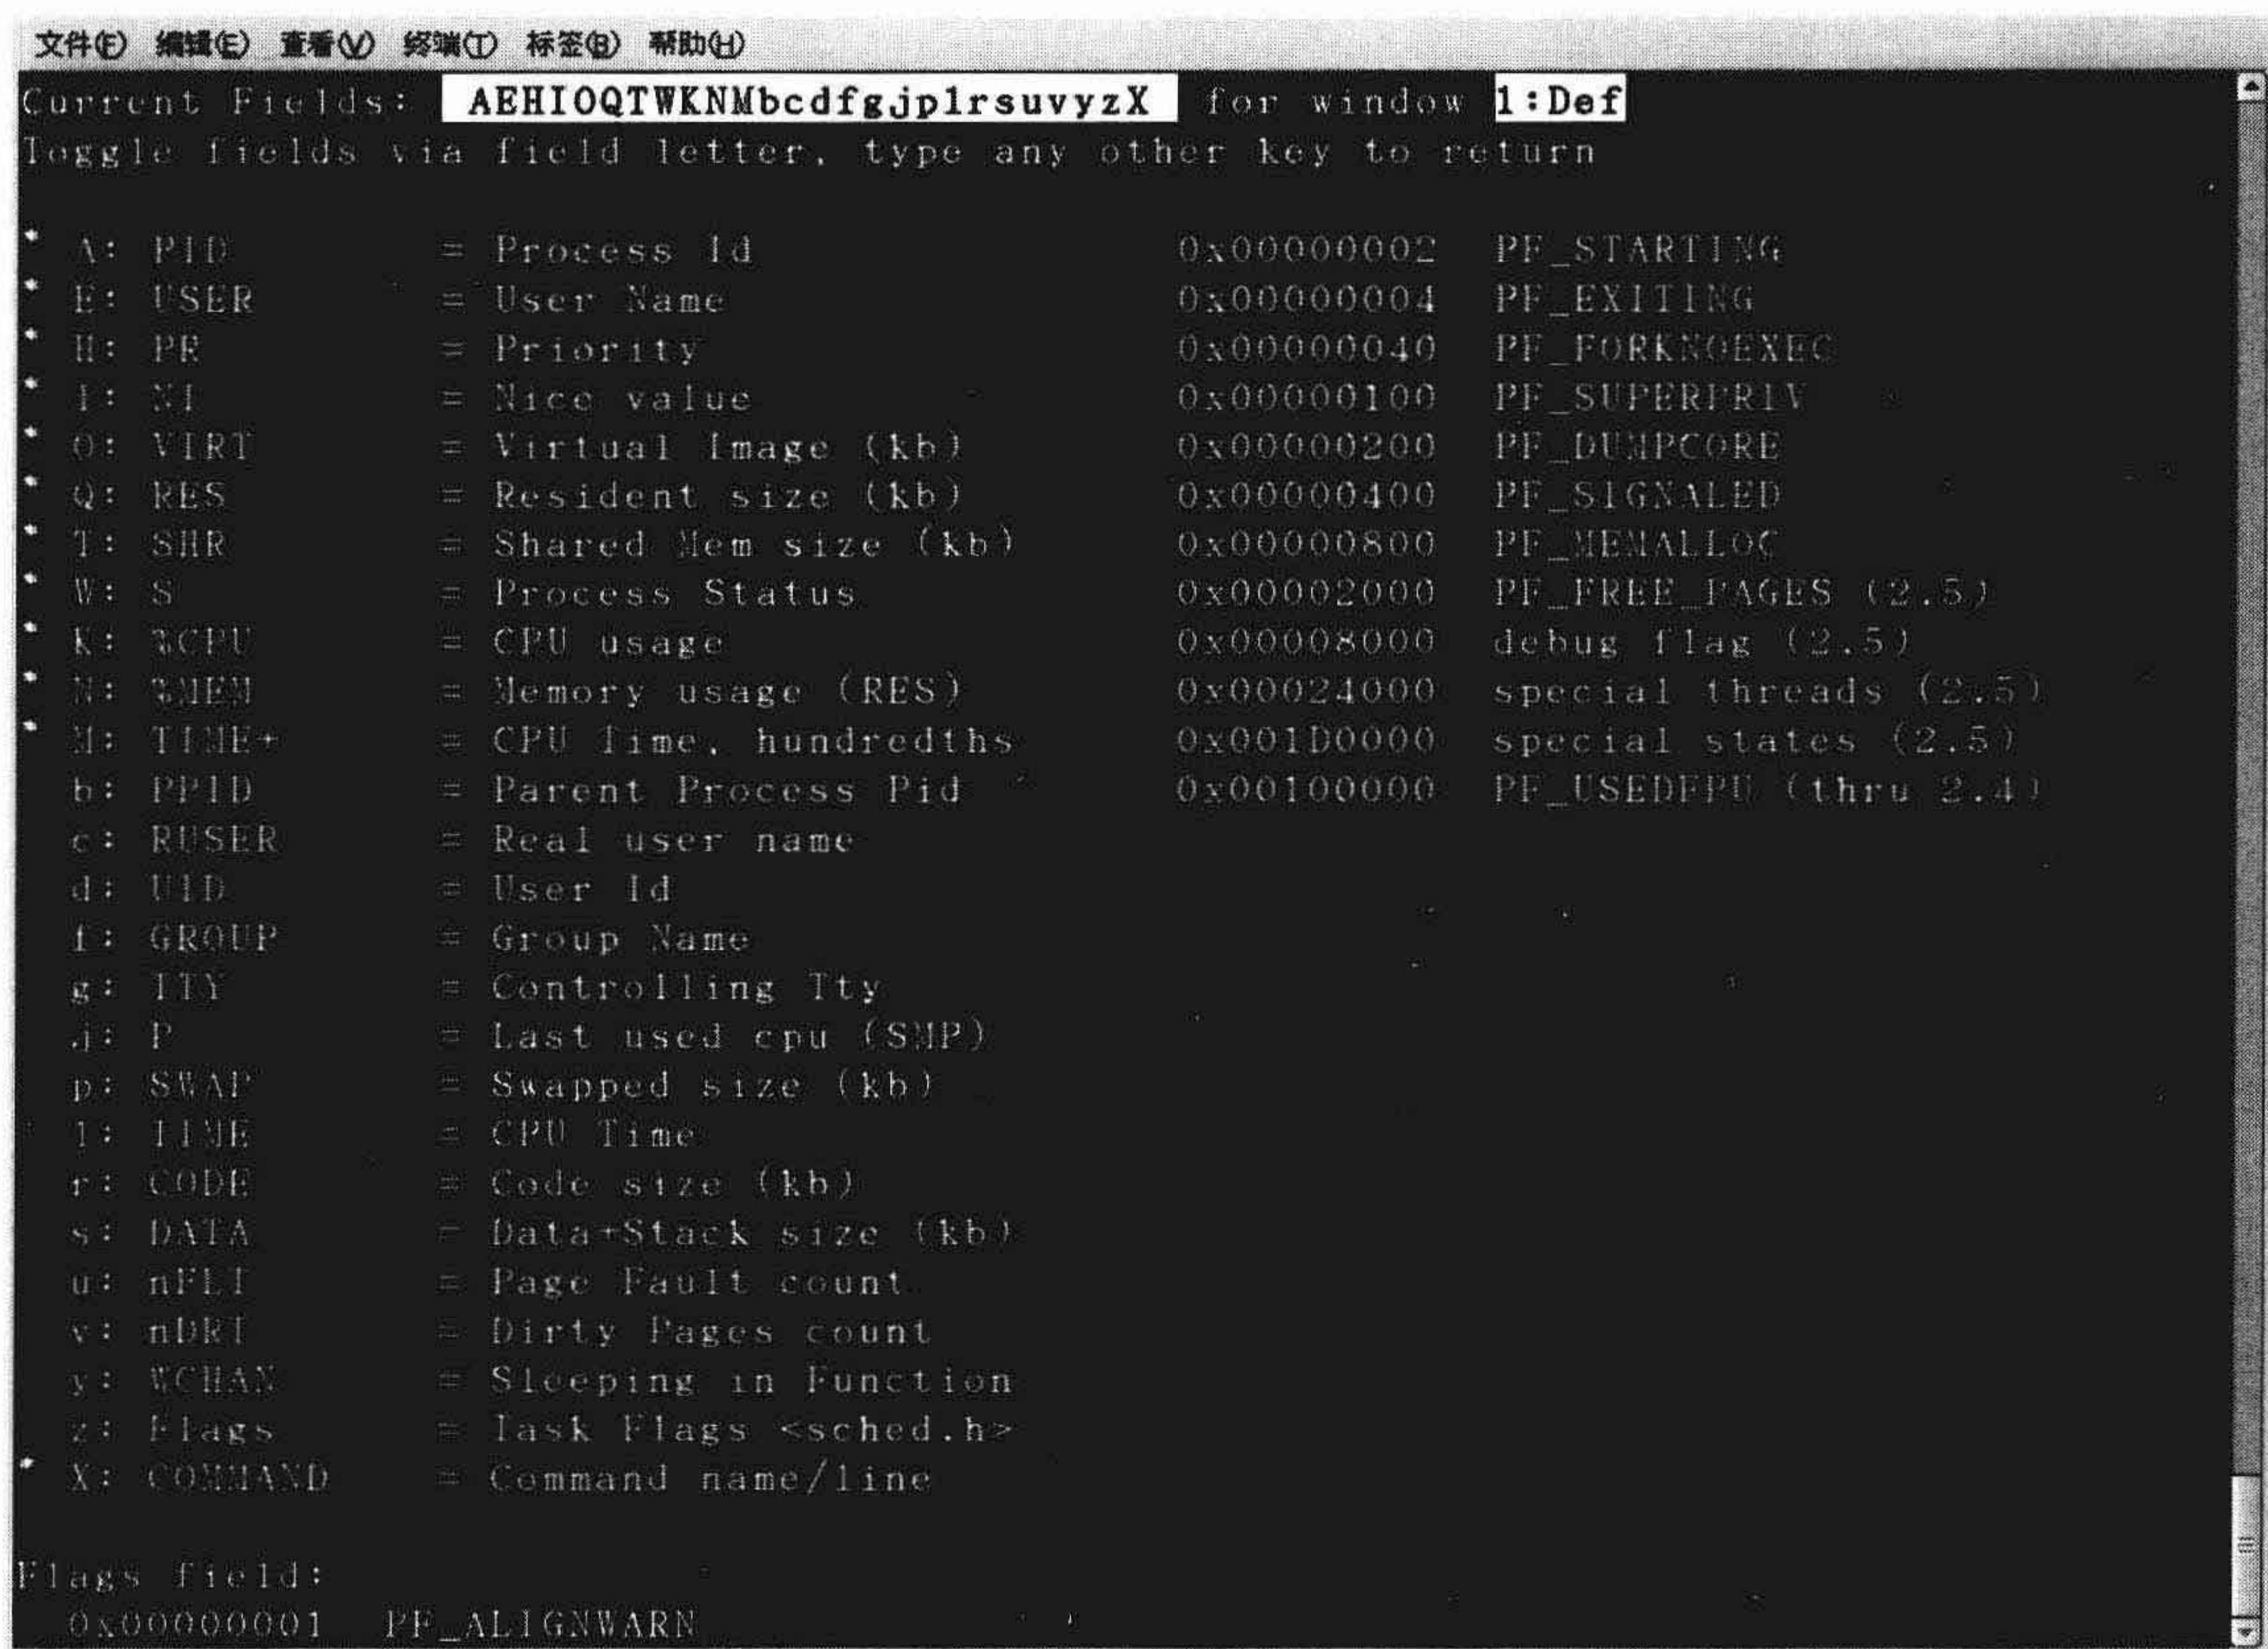 文件(F) 编辑(E) 查看(V) 终端(T) 标签(B) 帮助(H)
Current Fields: AEHIOQTWKNMbcdfgjplrsuvyzX for window 1:Def
Toggle fields via field letter, type any other key to return
* A: PID = Process Id 0x00000002 PF_STARTING
* E: USER = User Name 0x00000004 PF_EXITING
* H: PR = Priority 0x00000040 PF_FORKNOEXEC
* I: NI = Nice value 0x00000100 PF_SUPERPRIV
* O: VIRT = Virtual Image (kb) 0x00000200 PF_DUMPCORE
* Q: RES = Resident size (kb) 0x00000400 PF_SIGNALED
* T: SHR = Shared Mem size (kb) 0x00000800 PF_MEMALLOC
* W: S = Process Status 0x00002000 PF_FREE_PAGES (2.5)
* K: %CPU = CPU usage 0x00008000 debug flag (2.5)
* N: %MEM = Memory usage (RES) 0x00024000 special threads (2.5)
* M: TIME+ = CPU Time, hundredths 0x001D0000 special states (2.5)
b: PPID = Parent Process Pid 0x00100000 PF_USEDFPU (thru 2.4)
c: RUSER = Real user name
d: UID = User Id
f: GROUP = Group Name
g: TTY = Controlling Tty
j: P = Last used cpu (SMP)
p: SWAP = Swapped size (kb)
l: TIME = CPU Time
r: CODE = Code size (kb)
s: DATA = Data+Stack size (kb)
u: nFLT = Page Fault count
v: nDRT = Dirty Pages count
y: WCHAN = Sleeping in Function
z: Flags = Task Flags <sched.h>
* X: COMMAND = Command name/line
Flags field:
0x00000001 PF_ALIGNWARN